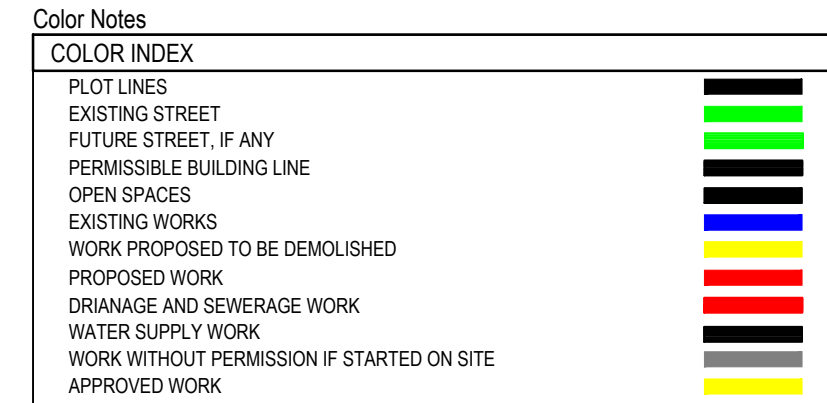 Color Notes
COLOR INDEX
PLOT LINES
EXISTING STREET
FUTURE STREET, IF ANY
PERMISSIBLE BUILDING LINE
OPEN SPACES
EXISTING WORKS
WORK PROPOSED TO BE DEMOLISHED
PROPOSED WORK
DRIANAGE AND SEWERAGE WORK
WATER SUPPLY WORK
WORK WITHOUT PERMISSION IF STARTED ON SITE
APPROVED WORK